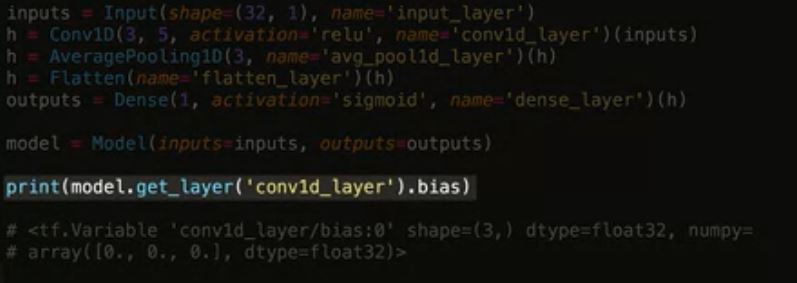 inputs = Input(shape=(32, 1), name='input_layer')
h = Conv1D(3, 5, activation='relu', name='conv1d_layer')(inputs)
h = AveragePooling1D(3, name='avg_pool1d_layer')(h)
h = Flatten(name='flatten_layer')(h)
outputs = Dense(1, activation='sigmoid', name='dense_layer')(h)
model = Model(inputs=inputs, outputs=outputs)
print(model.get_layer('conv1d_layer').bias)
# <tf.Variable 'conv1d_layer/bias:0' shape=(3,) dtype=float32, numpy=
# array([0., 0., 0.], dtype=float32)>